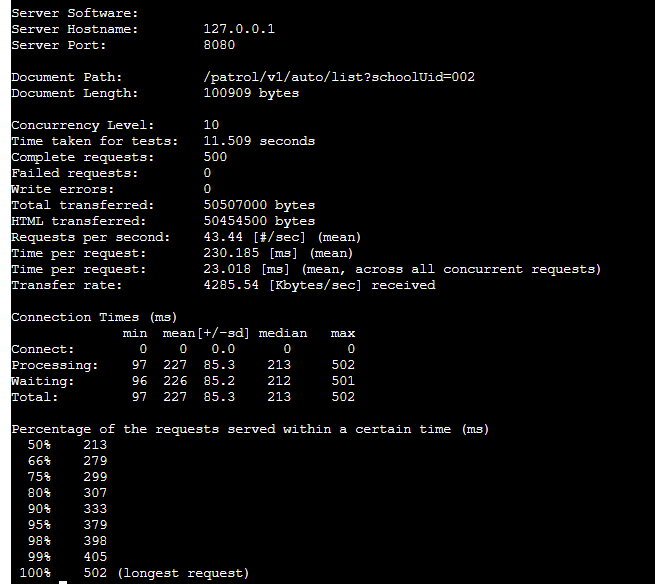 Server Software:
Server Hostname: 127.0.0.1
Server Port: 8080
Document Path: /patrol/v1/auto/list?schoolUid=002
Document Length: 100909 bytes
Concurrency Level: 10
Time taken for tests: 11.509 seconds
Complete requests: 500
Failed requests: 0
Write errors: 0
Total transferred: 50507000 bytes
HTML transferred: 50454500 bytes
Requests per second: 43.44 [#/sec] (mean)
Time per request: 230.185 [ms] (mean)
Time per request: 23.018 [ms] (mean, across all concurrent requests)
Transfer rate: 4285.54 [Kbytes/sec] received
Connection Times (ms)
min mean[+/-sd] median max
Connect: 0 0 0.0 0 0
Processing: 97 227 85.3 213 502
Waiting: 96 226 85.2 212 501
Total: 97 227 85.3 213 502
Percentage of the requests served within a certain time (ms)
50% 213
66% 279
75% 299
80% 307
90% 333
95% 379
98% 398
99% 405
100% 502 (longest request)